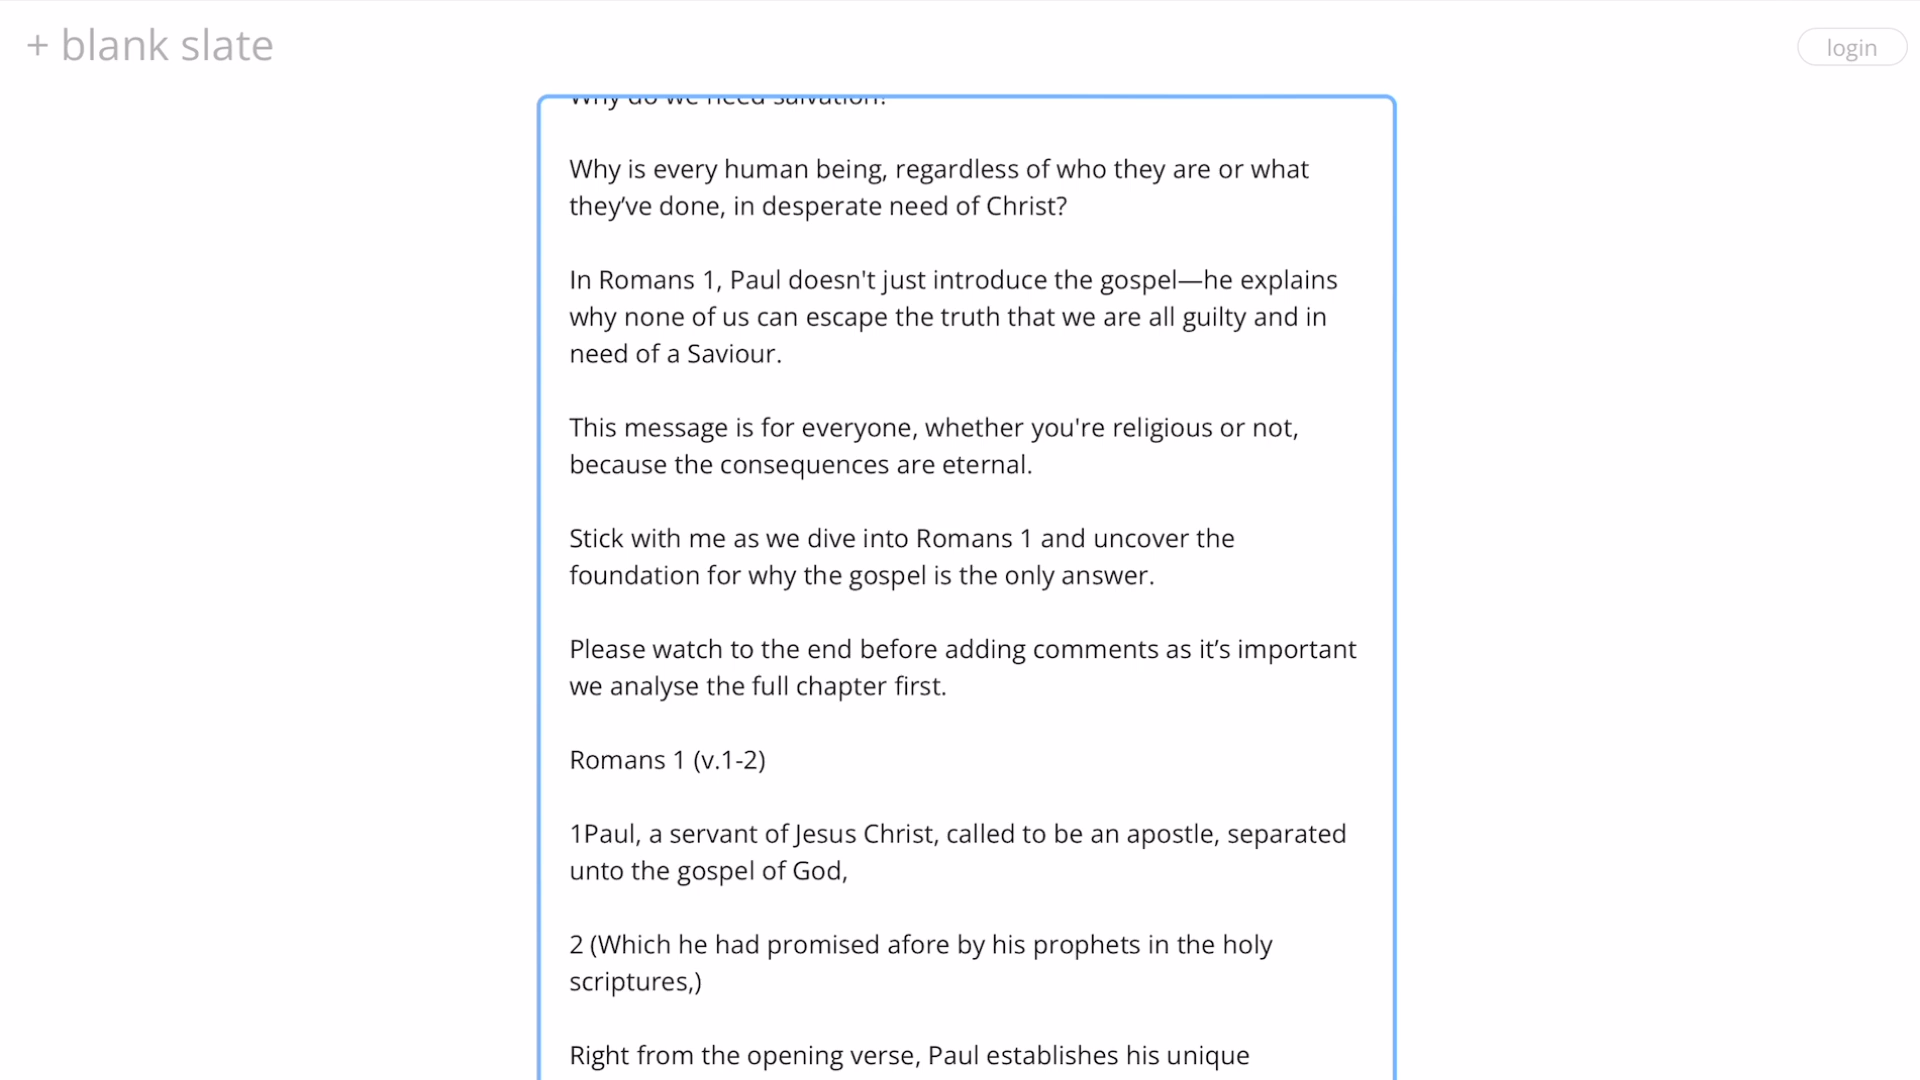 + blank slate
login
Why do we need salvation?
Why is every human being, regardless of who they are or what
they’ve done, in desperate need of Christ?
In Romans 1, Paul doesn't just introduce the gospel—he explains
why none of us can escape the truth that we are all guilty and in
need of a Saviour.
This message is for everyone, whether you're religious or not,
because the consequences are eternal.
Stick with me as we dive into Romans 1 and uncover the
foundation for why the gospel is the only answer.
Please watch to the end before adding comments as it’s important
we analyse the full chapter first.
Romans 1 (v.1-2)
1Paul, a servant of Jesus Christ, called to be an apostle, separated
unto the gospel of God,
2 (Which he had promised afore by his prophets in the holy
scriptures,)
Right from the opening verse, Paul establishes his unique